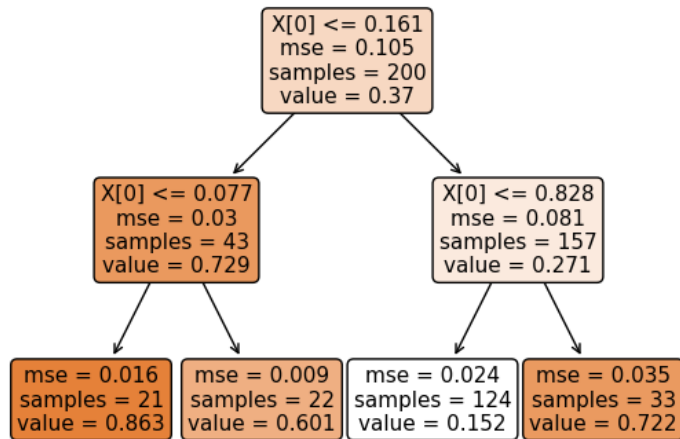 X[0] <= 0.161
mse = 0.105
samples = 200
value = 0.37
X[0] <= 0.077
mse = 0.03
samples = 43
value = 0.729
X[0] <= 0.828
mse = 0.081
samples = 157
value = 0.271
mse = 0.016
samples = 21
value = 0.863
mse = 0.009
samples = 22
value = 0.601
mse = 0.024
samples = 124
value = 0.152
mse = 0.035
samples = 33
value = 0.722